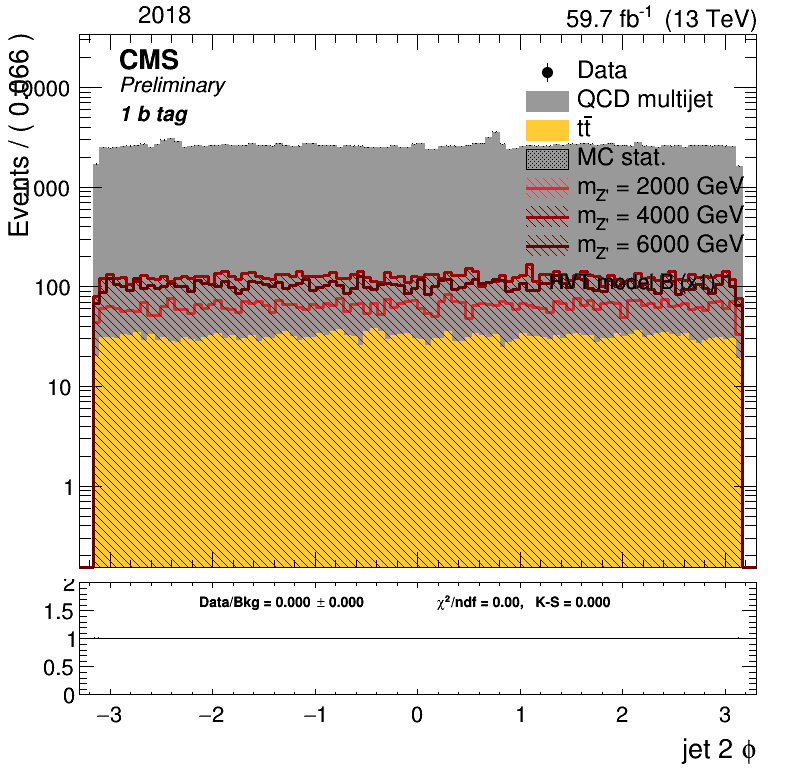 2018
59.7 fb⁻¹ (13 TeV)
CMS
Preliminary
1 b tag
Data
QCD multijet
tt̄
MC stat.
m_Z' = 2000 GeV
m_Z' = 4000 GeV
m_Z' = 6000 GeV
HVT model B (x1)
Events / ( 0.066 )
10000
1000
100
10
1
Data/Bkg = 0.000 ± 0.000
χ²/ndf = 0.00, K-S = 0.000
2
1.5
1
0.5
0
−3 −2 −1 0 1 2 3
jet 2 ϕ